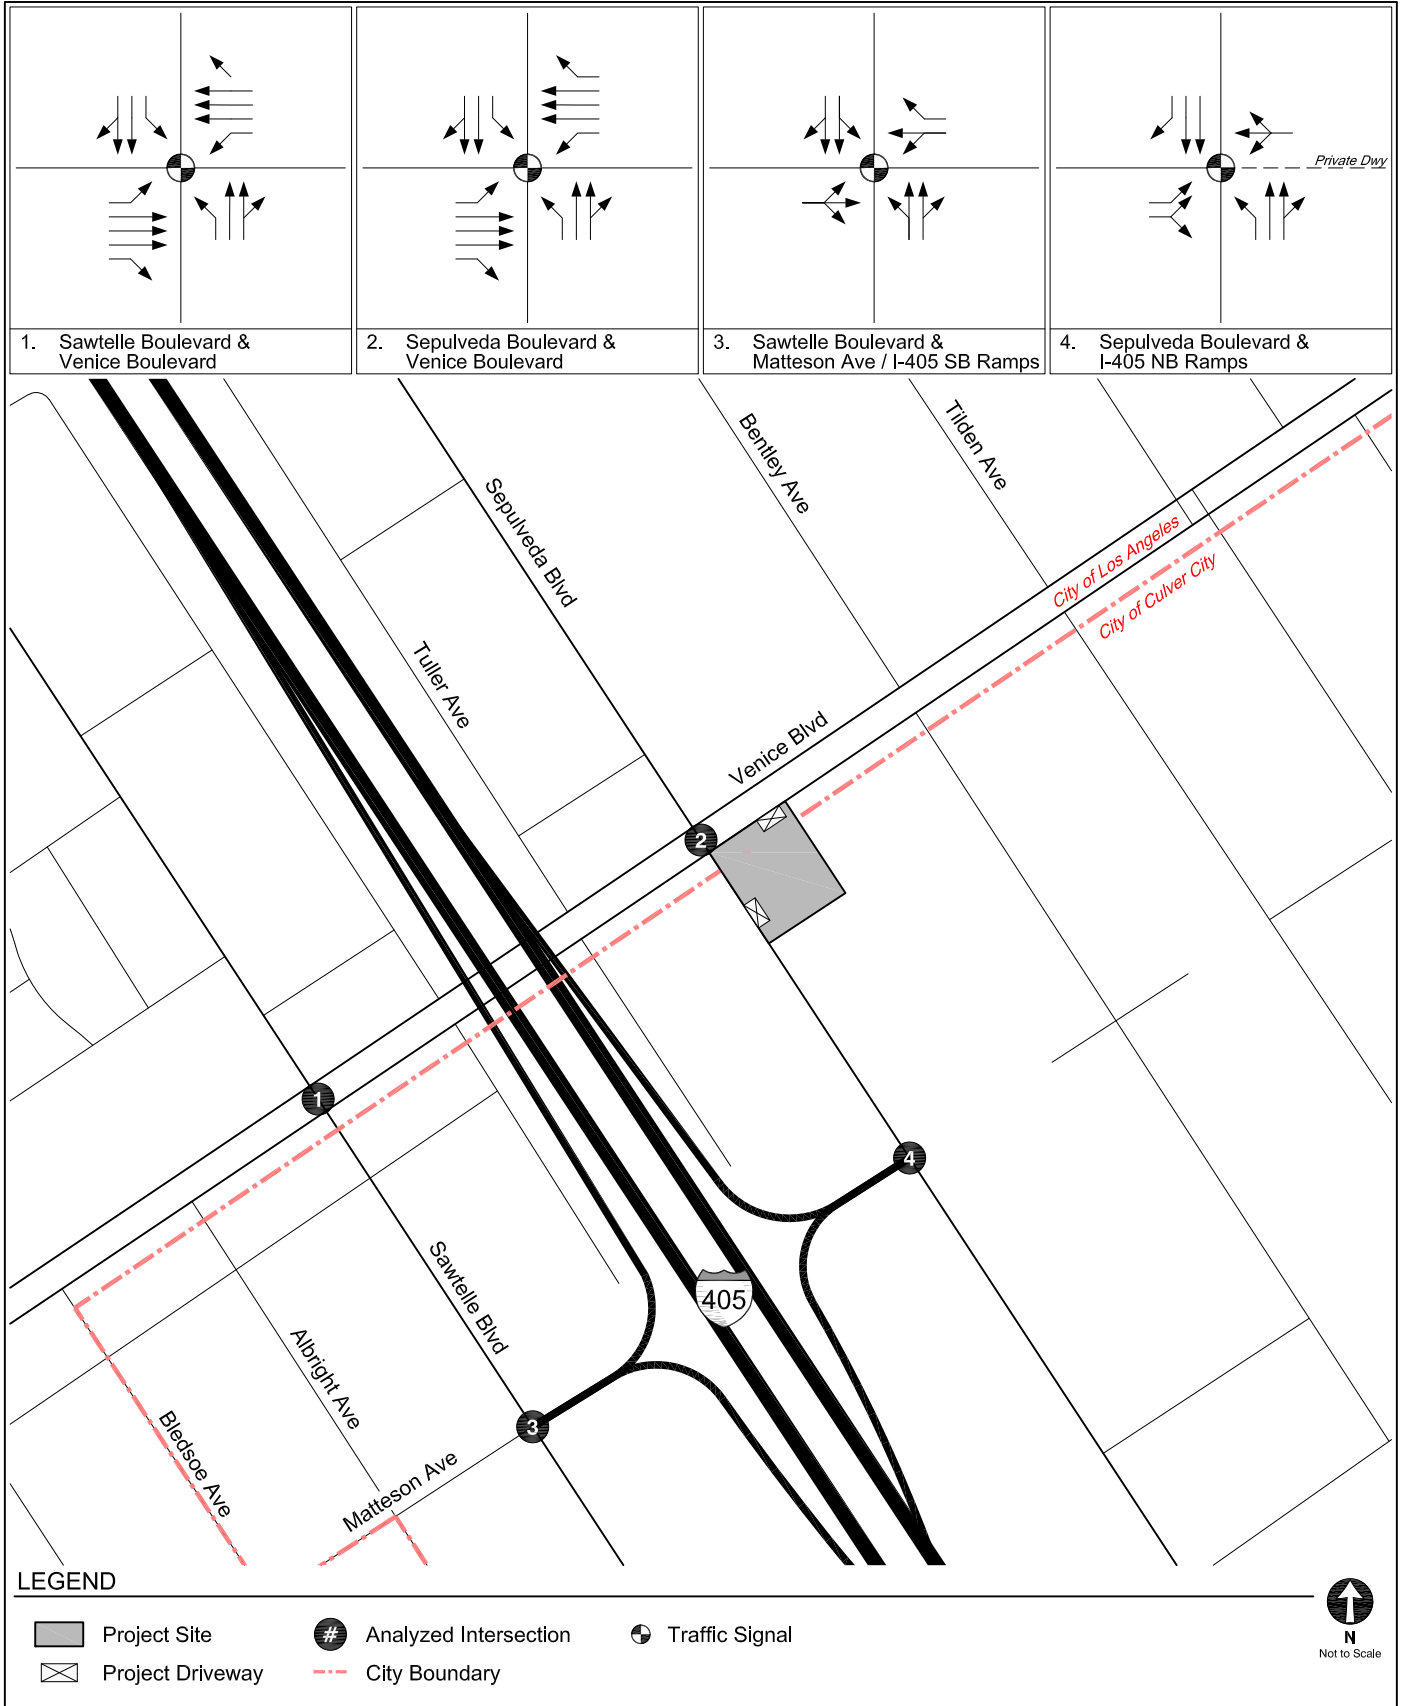 Private Dwy
1. Sawtelle Boulevard &
Venice Boulevard
2. Sepulveda Boulevard &
Venice Boulevard
3. Sawtelle Boulevard &
Matteson Ave / I-405 SB Ramps
4. Sepulveda Boulevard &
I-405 NB Ramps
Sepulveda Blvd
Bentley Ave
Tilden Ave
City of Los Angeles
City of Culver City
Tuller Ave
Venice Blvd
2
1
4
Sawtelle Blvd
405
Albright Ave
Bledsoe Ave
3
Matteson Ave
LEGEND
Project Site
# Analyzed Intersection
Traffic Signal
Project Driveway
City Boundary
N
Not to Scale